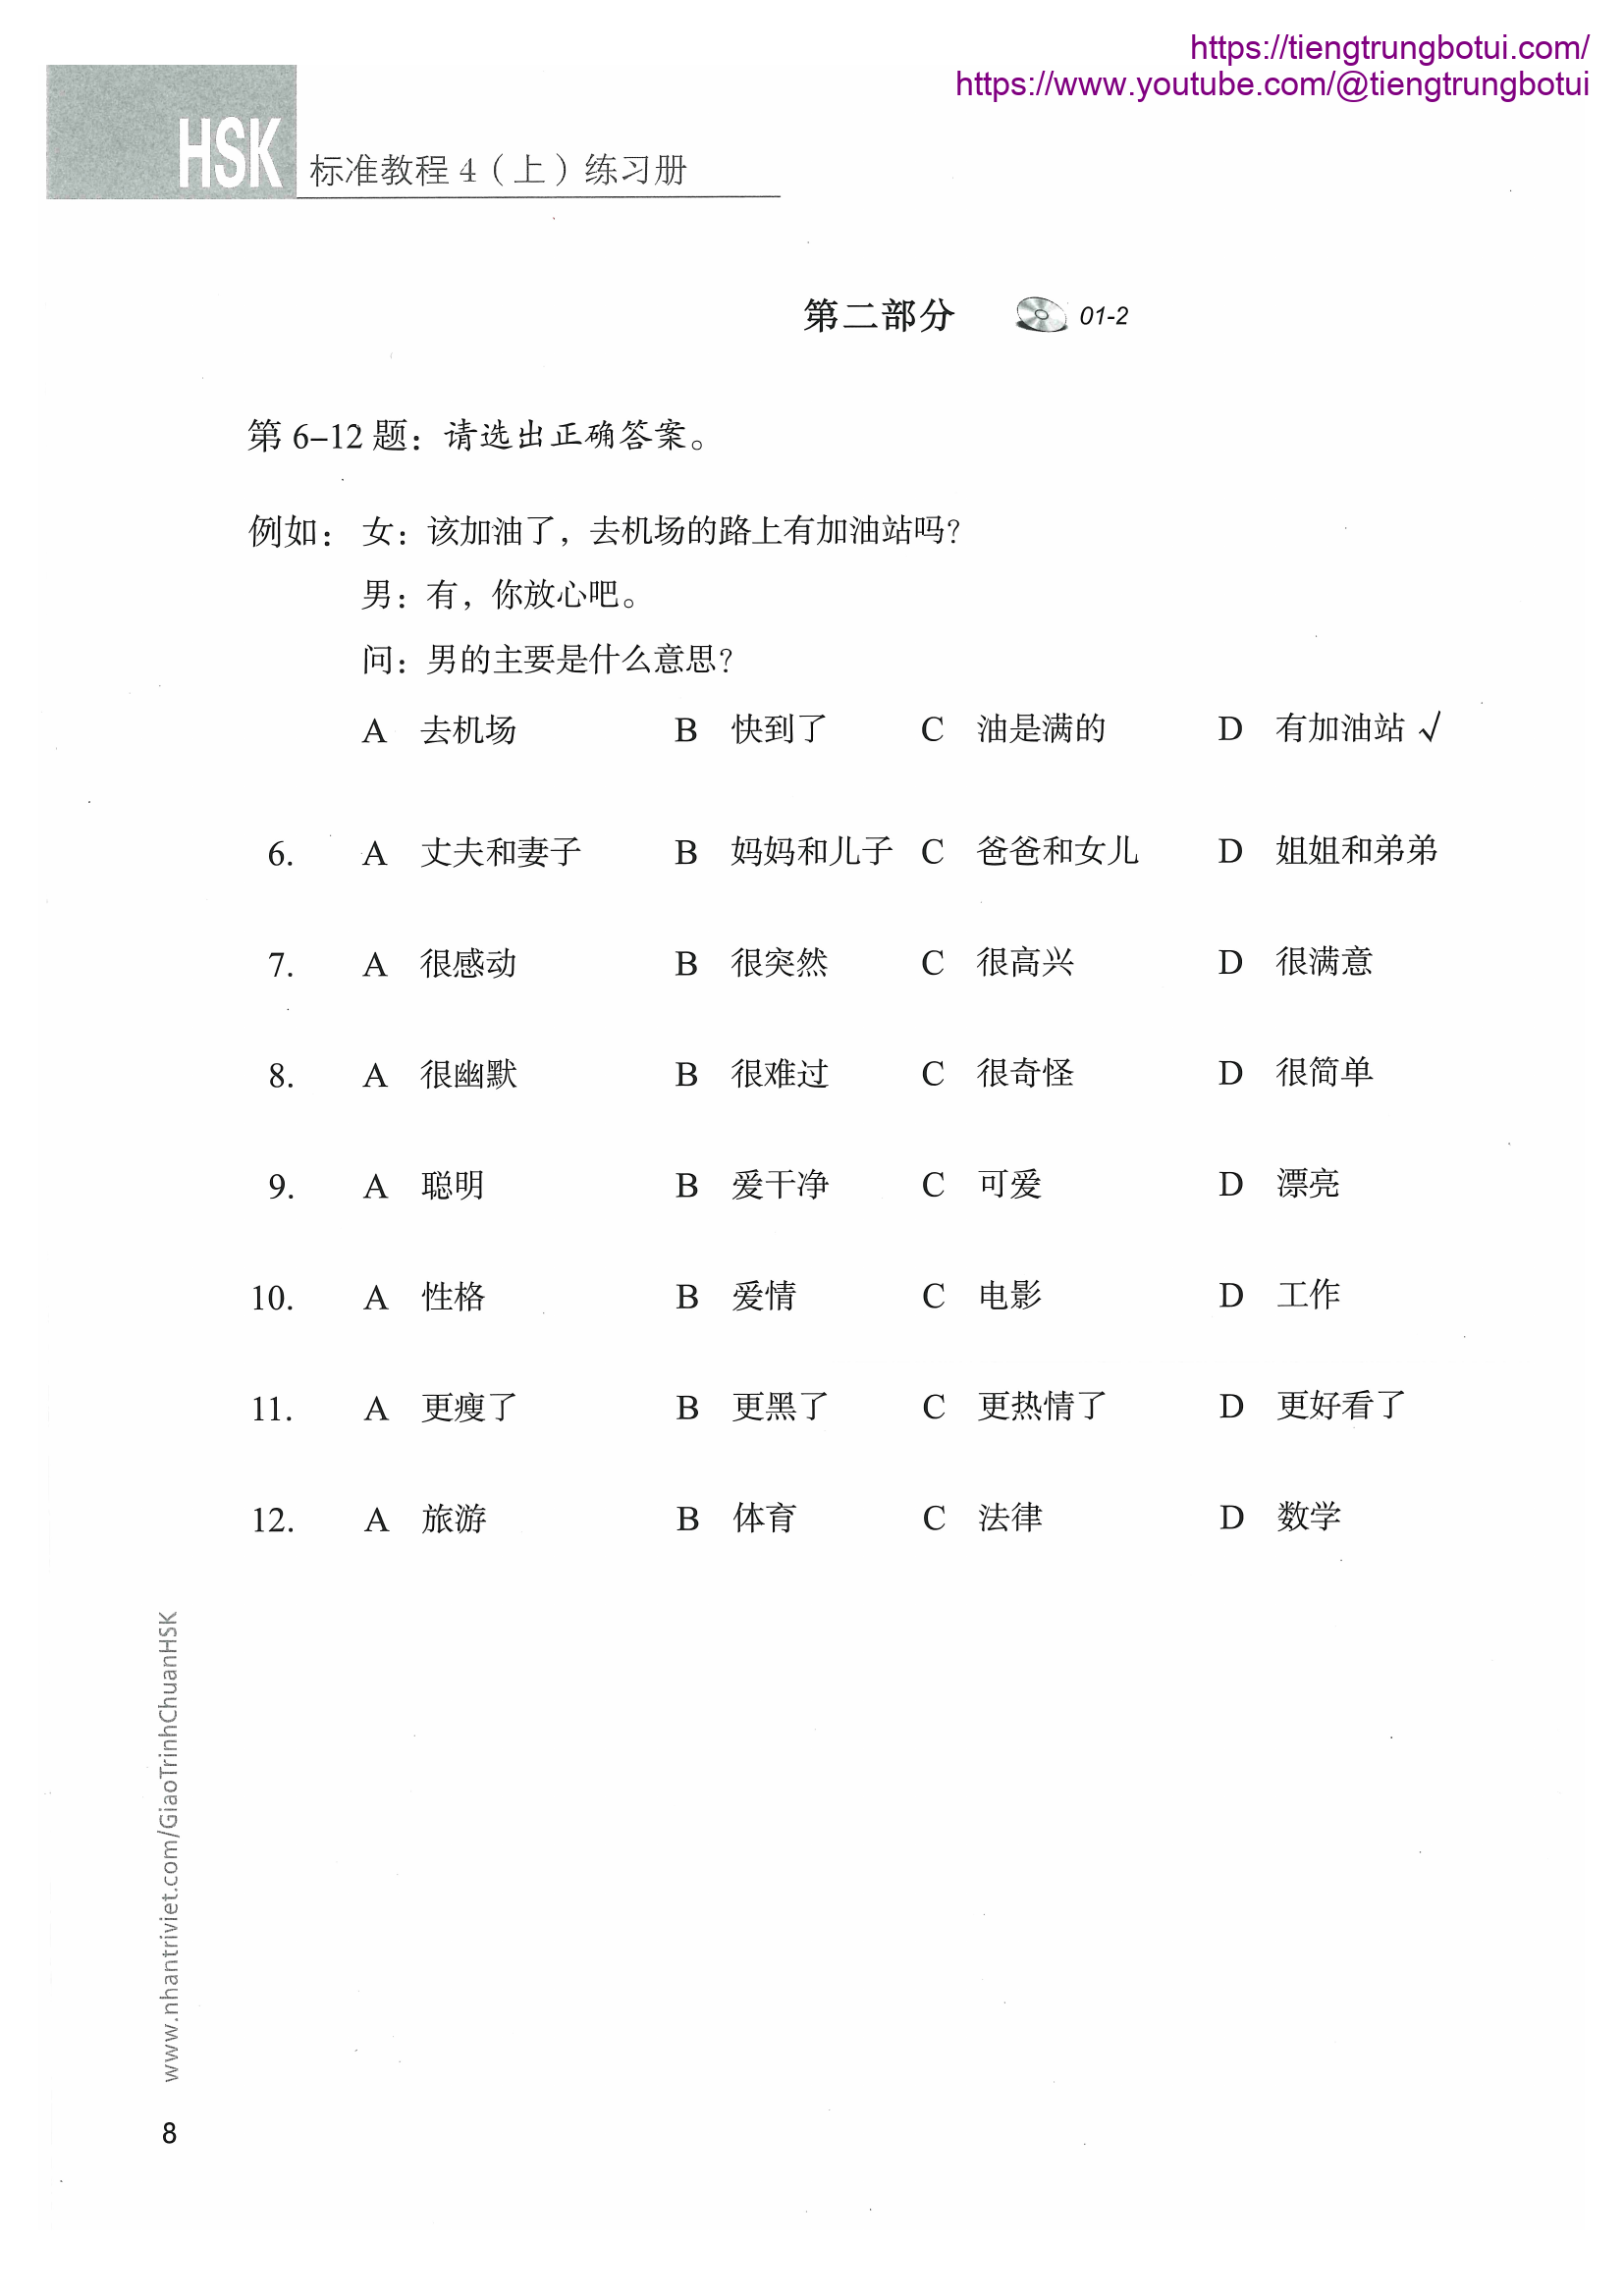 https://tiengtrungbotui.com/
https://www.youtube.com/@tiengtrungbotui
HSK 标准教程 4（上）练习册
第二部分 01-2
第 6–12 题：请选出正确答案。
例如：女：该加油了，去机场的路上有加油站吗？
男：有，你放心吧。
问：男的主要是什么意思？
A 去机场 B 快到了 C 油是满的 D 有加油站 √
6. A 丈夫和妻子 B 妈妈和儿子 C 爸爸和女儿 D 姐姐和弟弟
7. A 很感动 B 很突然 C 很高兴 D 很满意
8. A 很幽默 B 很难过 C 很奇怪 D 很简单
9. A 聪明 B 爱干净 C 可爱 D 漂亮
10. A 性格 B 爱情 C 电影 D 工作
11. A 更瘦了 B 更黑了 C 更热情了 D 更好看了
12. A 旅游 B 体育 C 法律 D 数学
www.nhantriviet.com/GiaoTrinhChuanHSK
8